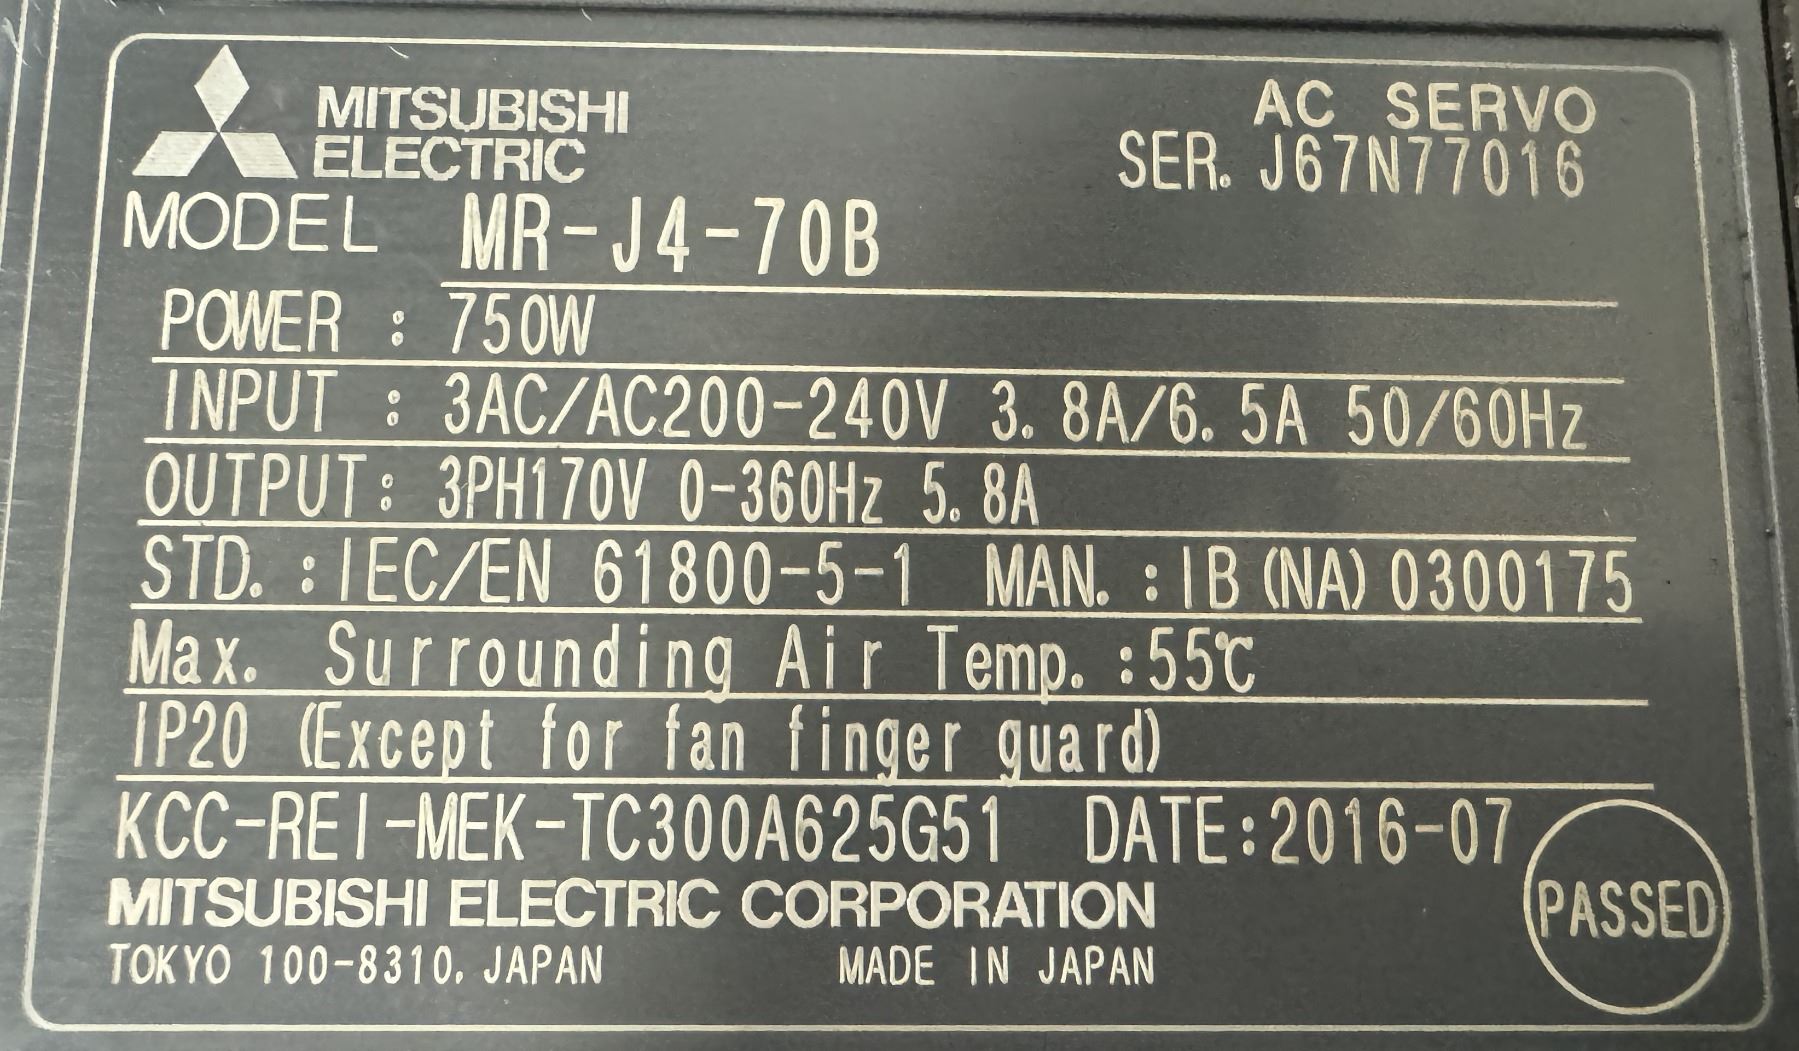 MITSUBISHI
ELECTRIC
AC SERVO
SER. J67N77016
MODEL MR-J4-70B
POWER : 750W
INPUT : 3AC/AC200-240V 3.8A/6.5A 50/60Hz
OUTPUT: 3PH170V 0-360Hz 5.8A
STD. : IEC/EN 61800-5-1 MAN. : IB(NA)0300175
Max. Surrounding Air Temp. :55℃
IP20 (Except for fan finger guard)
KCC-REI-MEK-TC300A625G51 DATE:2016-07
PASSED
MITSUBISHI ELECTRIC CORPORATION
TOKYO 100-8310, JAPAN MADE IN JAPAN